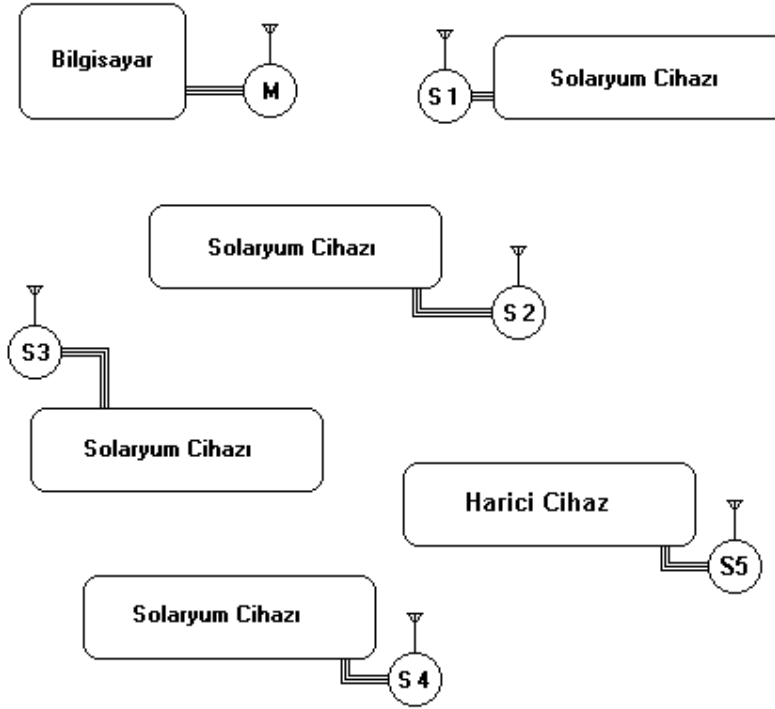 Bilgisayar
M
S 1
Solaryum Cihazı
Solaryum Cihazı
S 2
S3
Solaryum Cihazı
Harici Cihaz
S5
Solaryum Cihazı
S 4